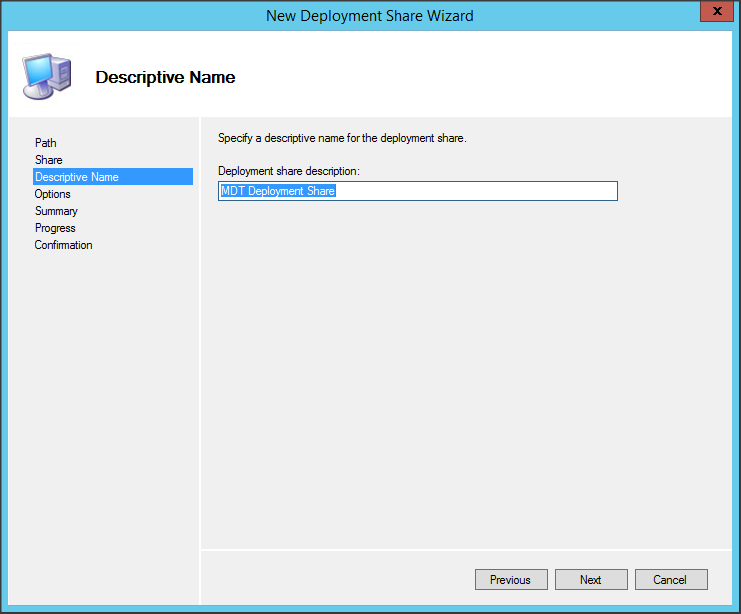 New Deployment Share Wizard
x
Descriptive Name
Path
Share
Descriptive Name
Options
Summary
Progress
Confirmation
Specify a descriptive name for the deployment share.
Deployment share description:
MDT Deployment Share
Previous
Next
Cancel